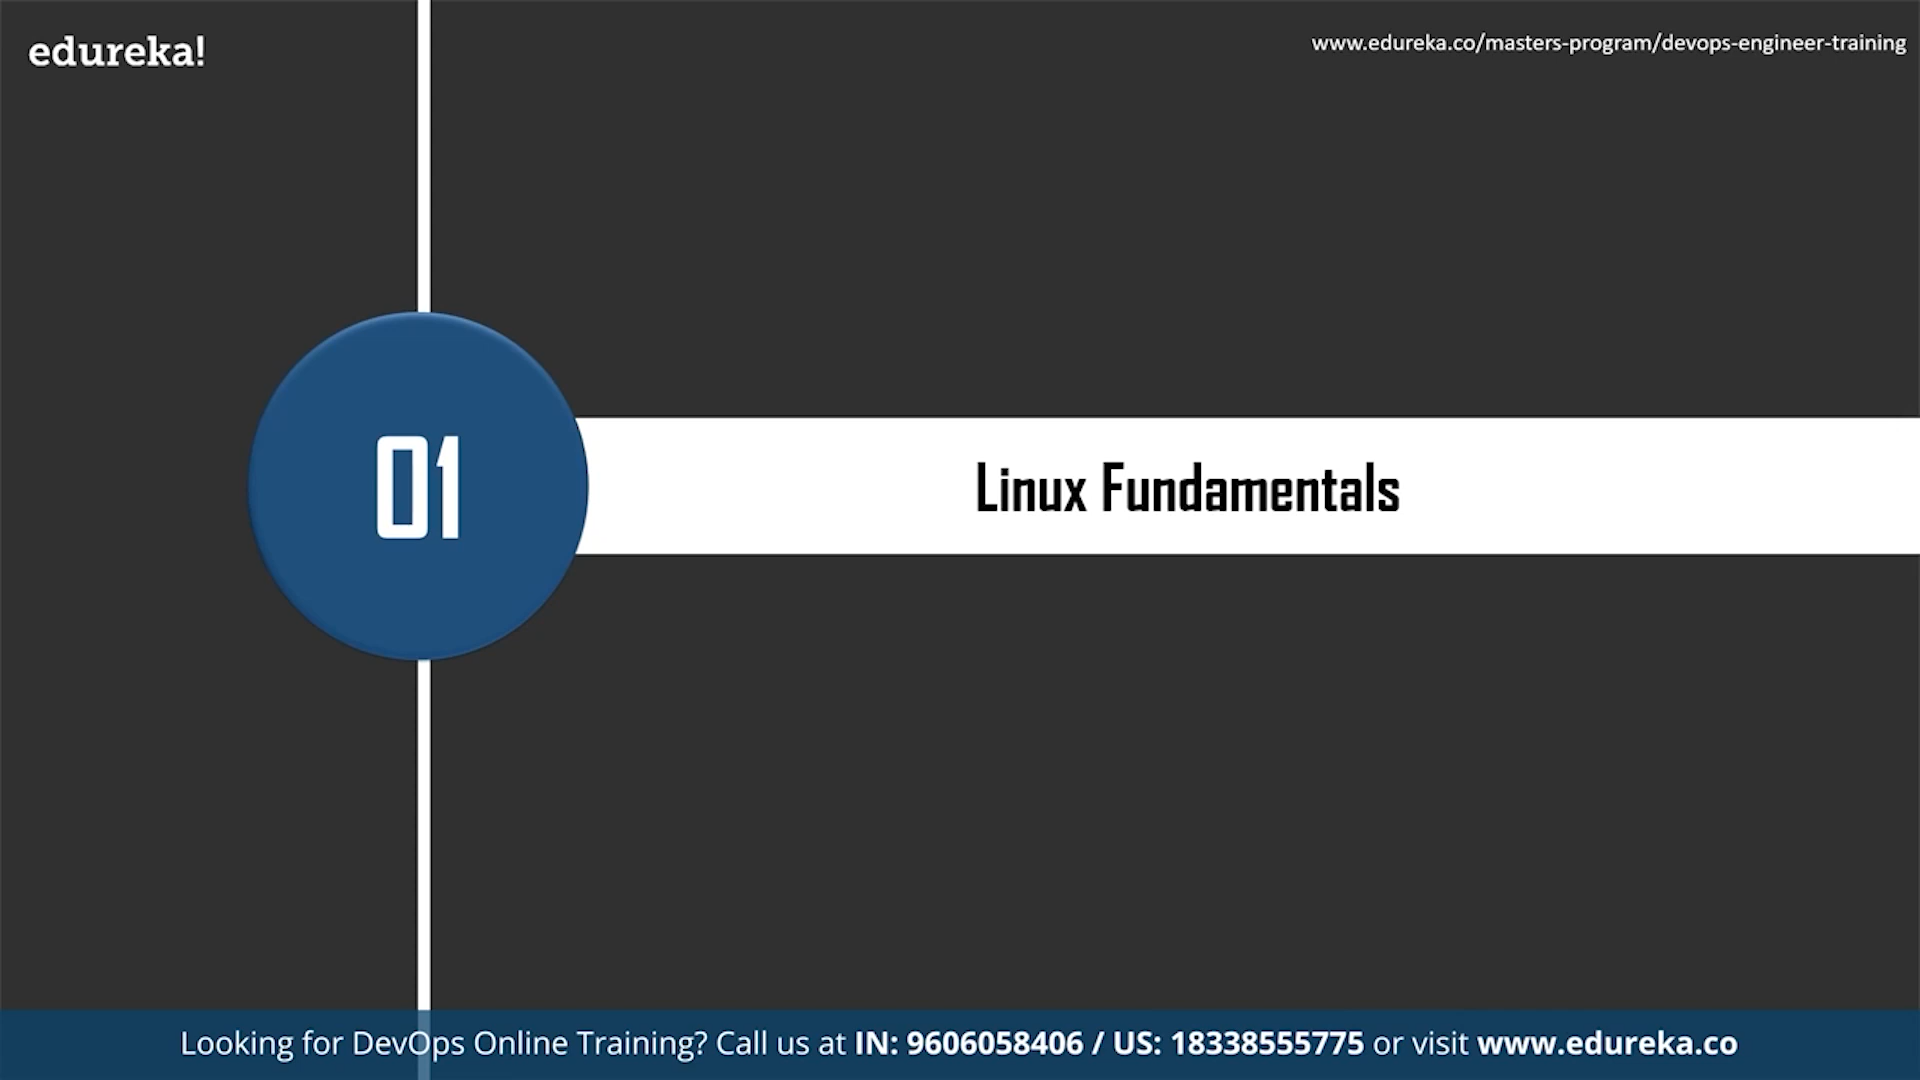 edureka!
www.edureka.co/masters-program/devops-engineer-training
01
Linux Fundamentals
Looking for DevOps Online Training? Call us at IN: 9606058406 / US: 18338555775 or visit www.edureka.co